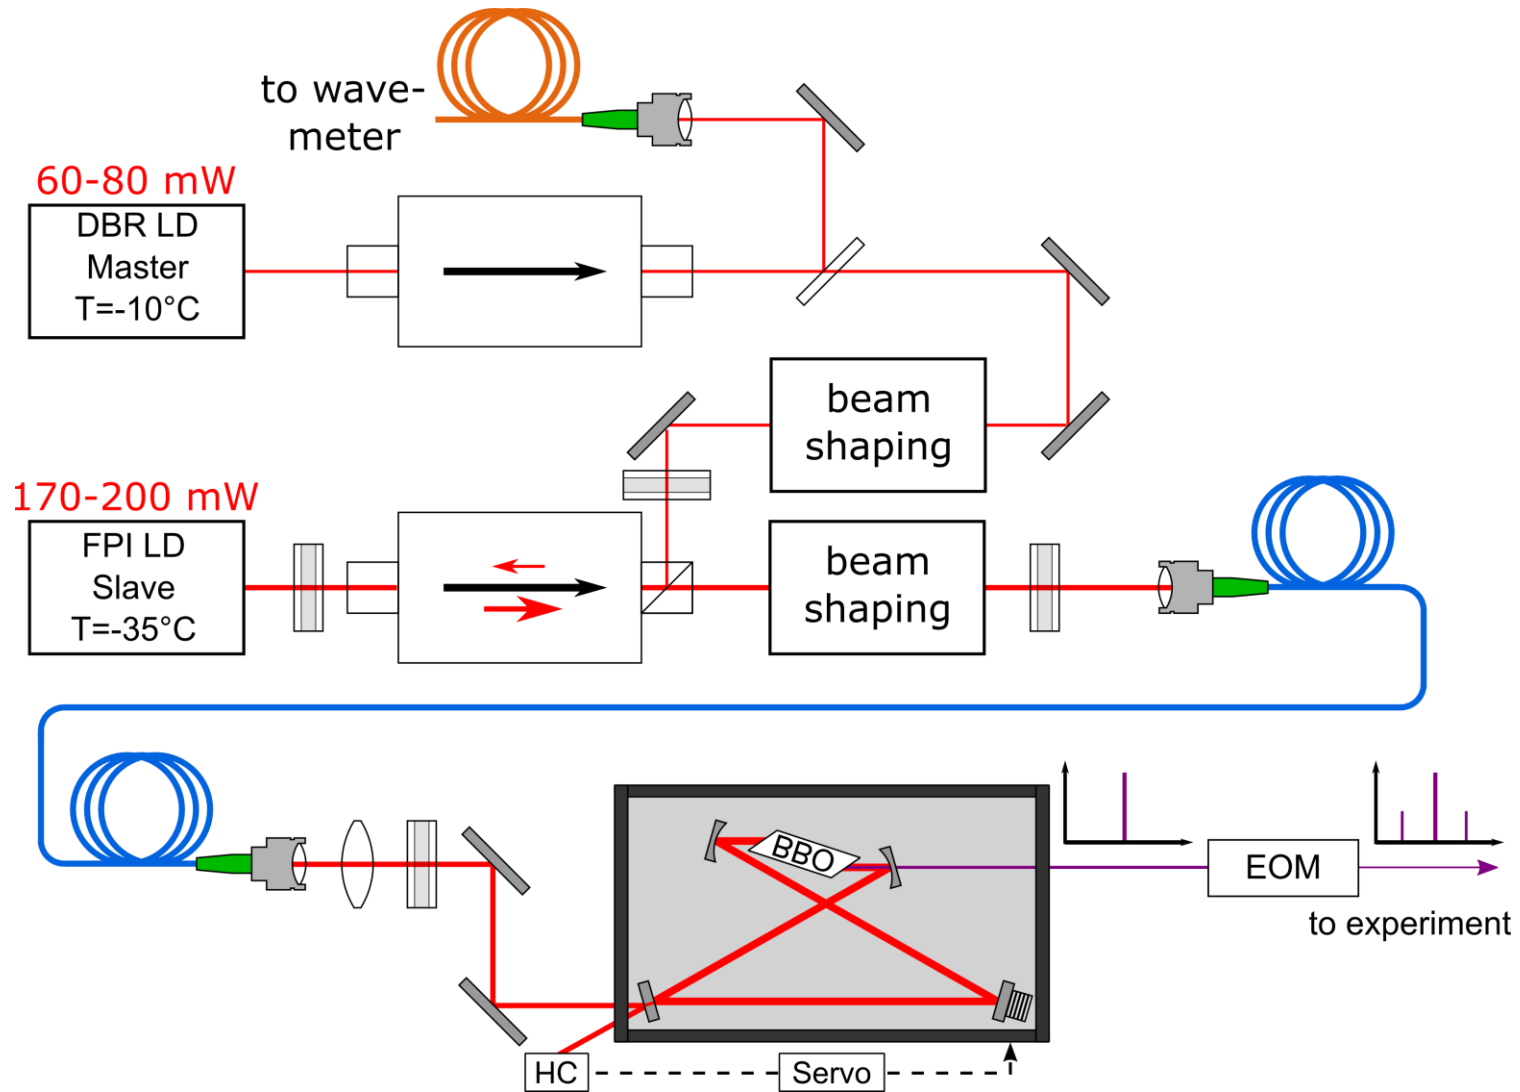 to wave-
meter
60-80 mW
DBR LD
Master
T=-10°C
beam
shaping
170-200 mW
FPI LD
Slave
T=-35°C
beam
shaping
BBO
EOM
to experiment
HC
Servo